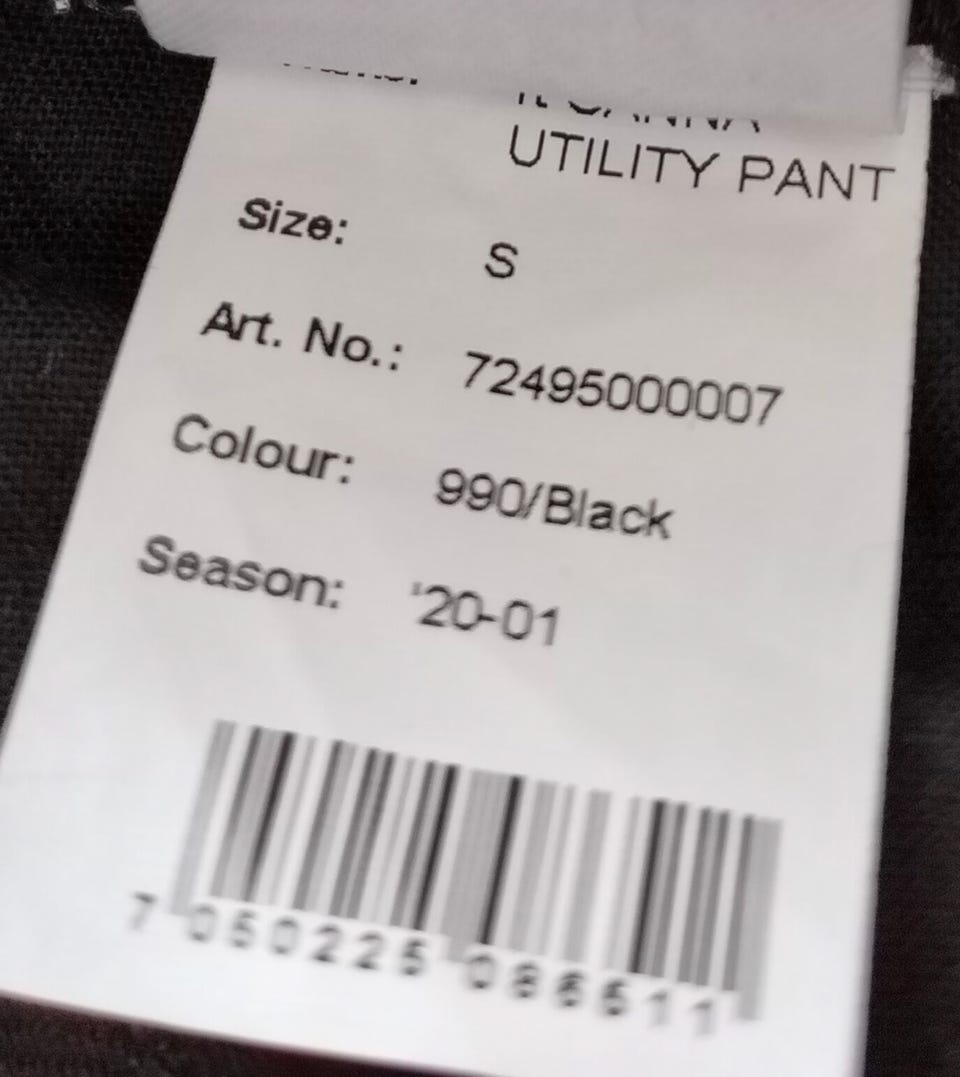 UTILITY PANT
Size: S
Art. No.: 72495000007
Colour: 990/Black
Season: '20-01
7 050225 086511